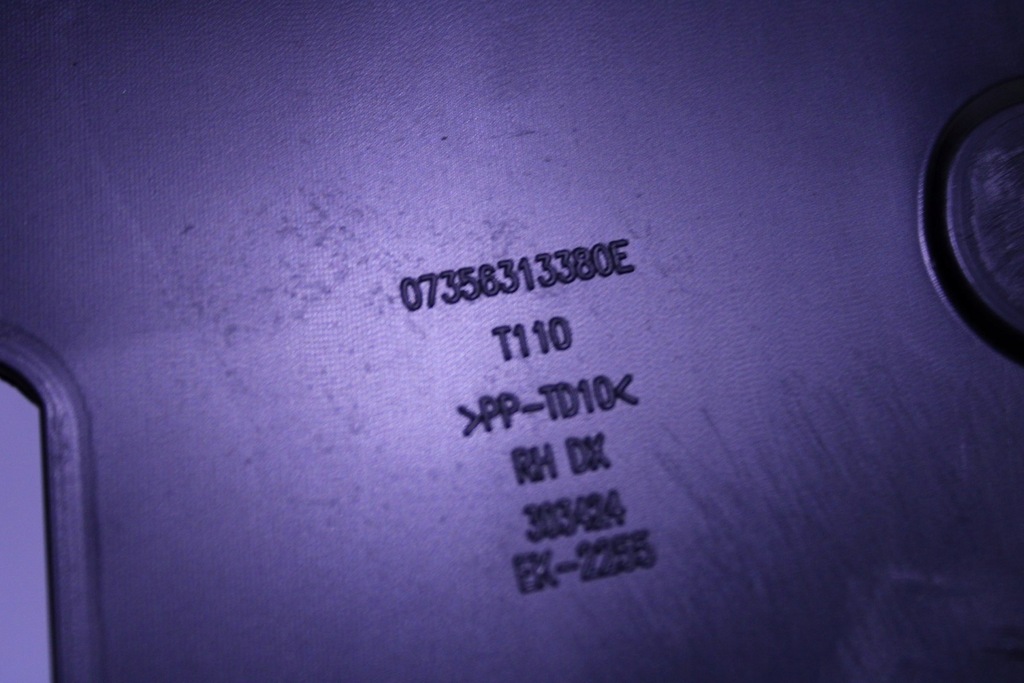 07356313380E
T110
>PP-TD10<
RH DX
303424
EX-2255